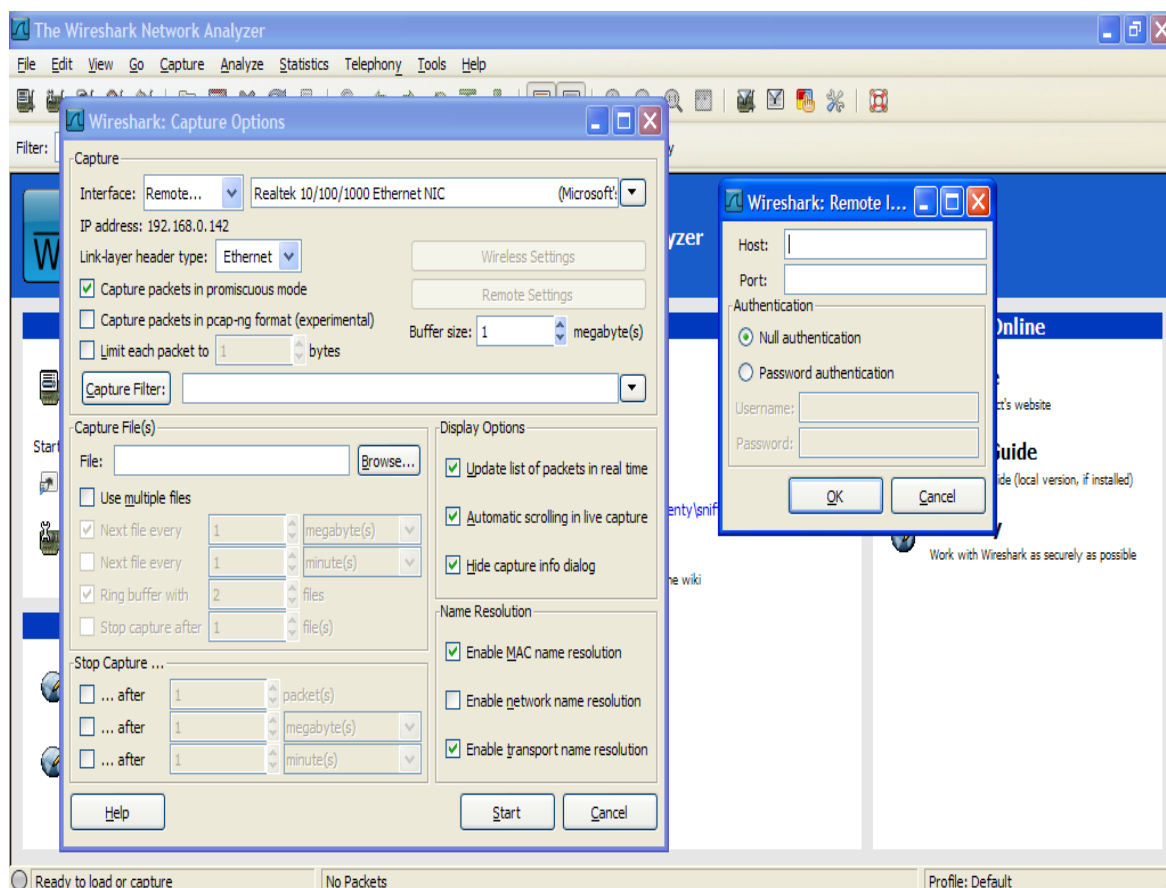 The Wireshark Network Analyzer
File Edit View Go Capture Analyze Statistics Telephony Tools Help
Filter:
Wireshark: Capture Options
Capture
Interface: Remote... Realtek 10/100/1000 Ethernet NIC (Microsoft's
IP address: 192.168.0.142
Link-layer header type: Ethernet
Wireless Settings
Capture packets in promiscuous mode
Remote Settings
Capture packets in pcap-ng format (experimental)
Buffer size: 1 megabyte(s)
Limit each packet to 1 bytes
Capture Filter:
Capture File(s)
File: Browse...
Use multiple files
Next file every 1 megabyte(s)
Next file every 1 minute(s)
Ring buffer with 2 files
Stop capture after 1 file(s)
Stop Capture ...
... after 1 packet(s)
... after 1 megabyte(s)
... after 1 minute(s)
Display Options
Update list of packets in real time
Automatic scrolling in live capture
Hide capture info dialog
Name Resolution
Enable MAC name resolution
Enable network name resolution
Enable transport name resolution
Help Start Cancel
Wireshark: Remote I...
Host:
Port:
Authentication
Null authentication
Password authentication
Username:
Password:
OK Cancel
W
yzer
Start
enty\sniff
ne wiki
Online
ct's website
Guide
ide (local version, if installed)
y
Work with Wireshark as securely as possible
Ready to load or capture No Packets Profile: Default